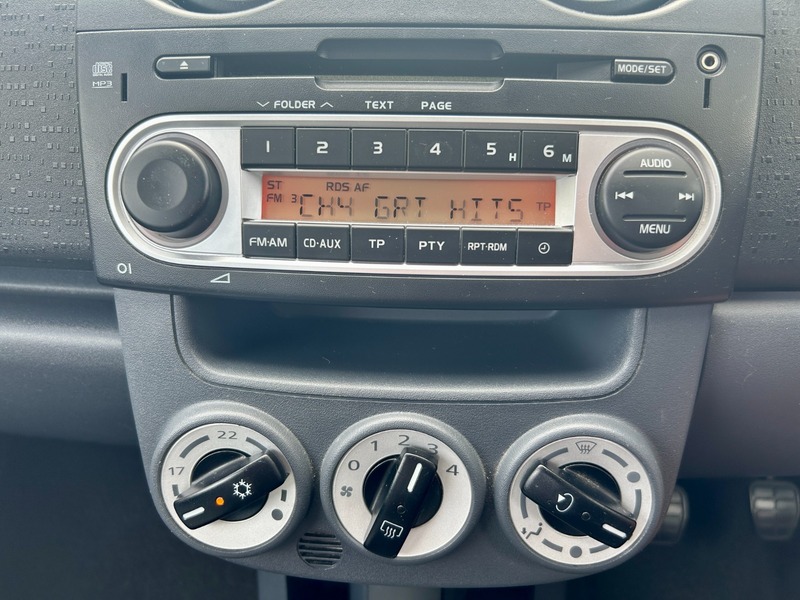 MODE/SET
MP3
FOLDER TEXT PAGE
1 2 3 4 5 H 6 M
AUDIO
ST RDS AF
FM 3 CH4 GRT HITS TP
MENU
FM·AM CD·AUX TP PTY RPT·RDM
17 22
0 1 2 3 4